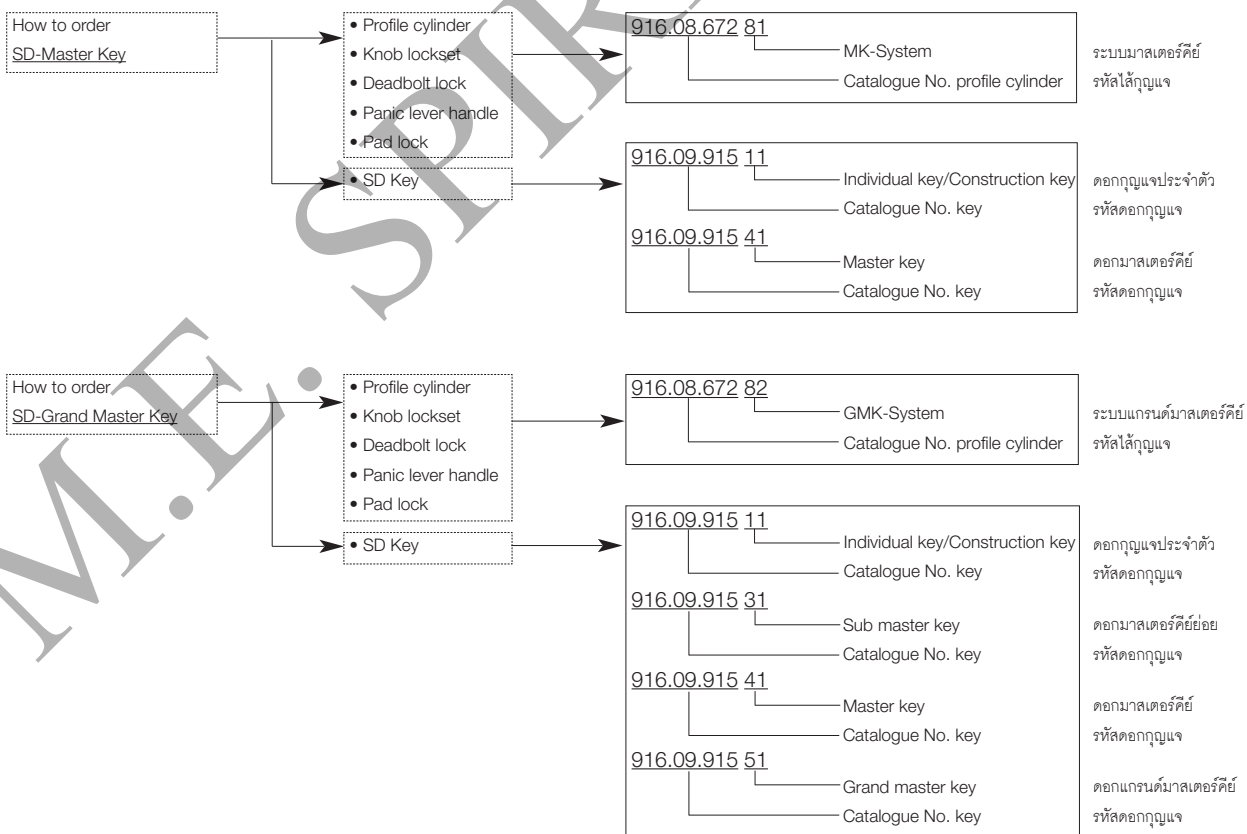 How to order
SD-Master Key
• Profile cylinder
• Knob lockset
• Deadbolt lock
• Panic lever handle
• Pad lock
• SD Key
916.08.672 81
MK-System ระบบมาสเตอร์คีย์
Catalogue No. profile cylinder รหัสไส้กุญแจ
916.09.915 11
Individual key/Construction key ดอกกุญแจประจำตัว
Catalogue No. key รหัสดอกกุญแจ
916.09.915 41
Master key ดอกมาสเตอร์คีย์
Catalogue No. key รหัสดอกกุญแจ
How to order
SD-Grand Master Key
• Profile cylinder
• Knob lockset
• Deadbolt lock
• Panic lever handle
• Pad lock
• SD Key
916.08.672 82
GMK-System ระบบแกรนด์มาสเตอร์คีย์
Catalogue No. profile cylinder รหัสไส้กุญแจ
916.09.915 11
Individual key/Construction key ดอกกุญแจประจำตัว
Catalogue No. key รหัสดอกกุญแจ
916.09.915 31
Sub master key ดอกมาสเตอร์คีย์ย่อย
Catalogue No. key รหัสดอกกุญแจ
916.09.915 41
Master key ดอกมาสเตอร์คีย์
Catalogue No. key รหัสดอกกุญแจ
916.09.915 51
Grand master key ดอกแกรนด์มาสเตอร์คีย์
Catalogue No. key รหัสดอกกุญแจ
M.E. SPIR